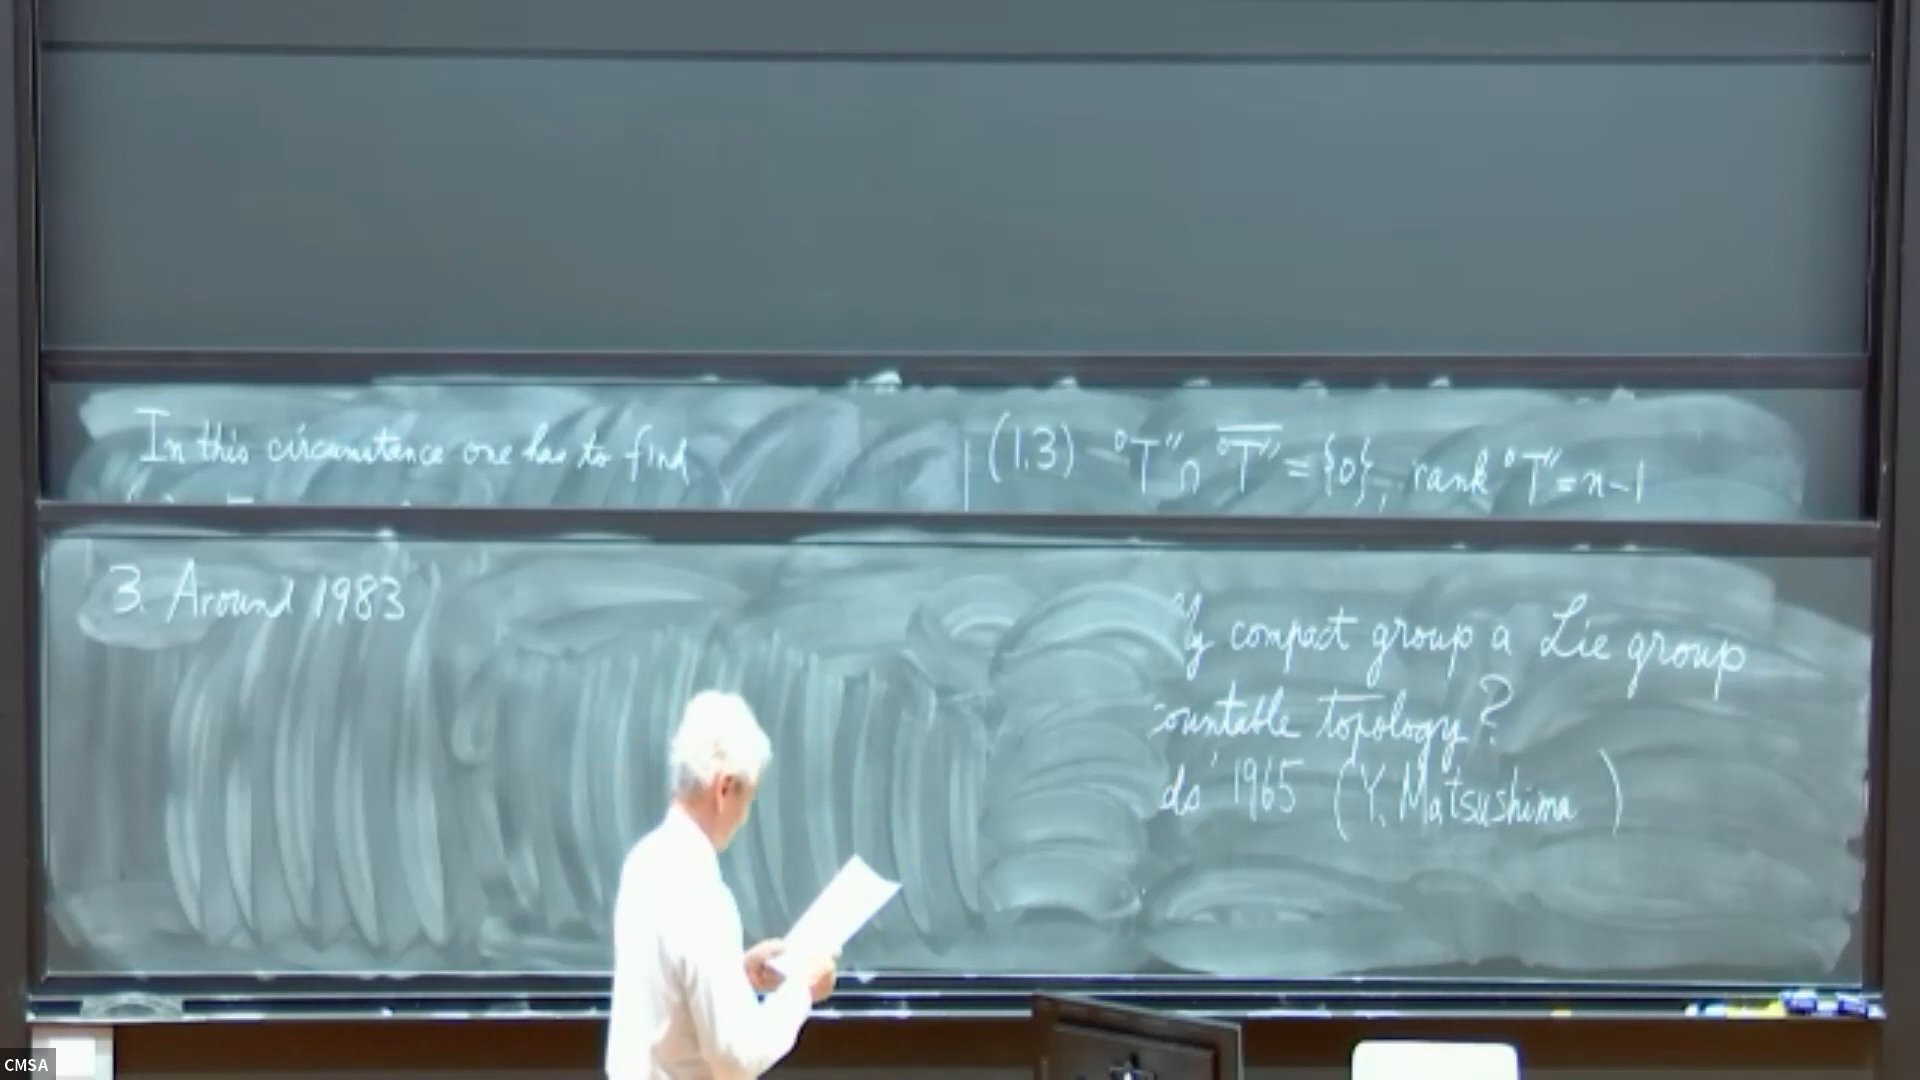 In this circumstance one has to find
(1.3) °T″ ∩ \overline{°T″} = {0}, rank °T″ = n-1
3. Around 1983
compact group a Lie group
countable topology?
ds' 1965 (Y. Matsushima )
CMSA